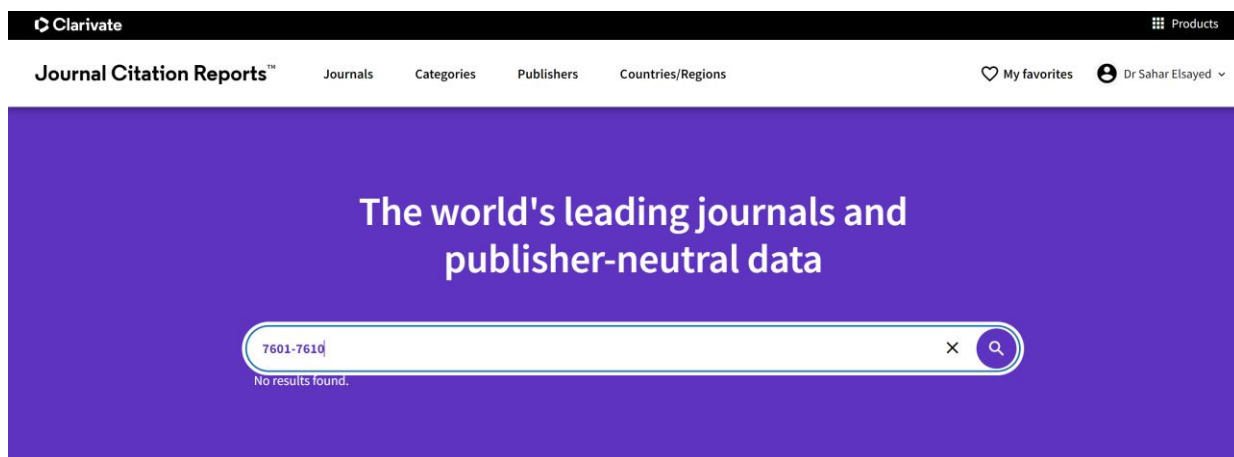 Clarivate
Products
Journal Citation Reports™
Journals
Categories
Publishers
Countries/Regions
My favorites
Dr Sahar Elsayed
The world's leading journals and
publisher-neutral data
7601-7610
No results found.